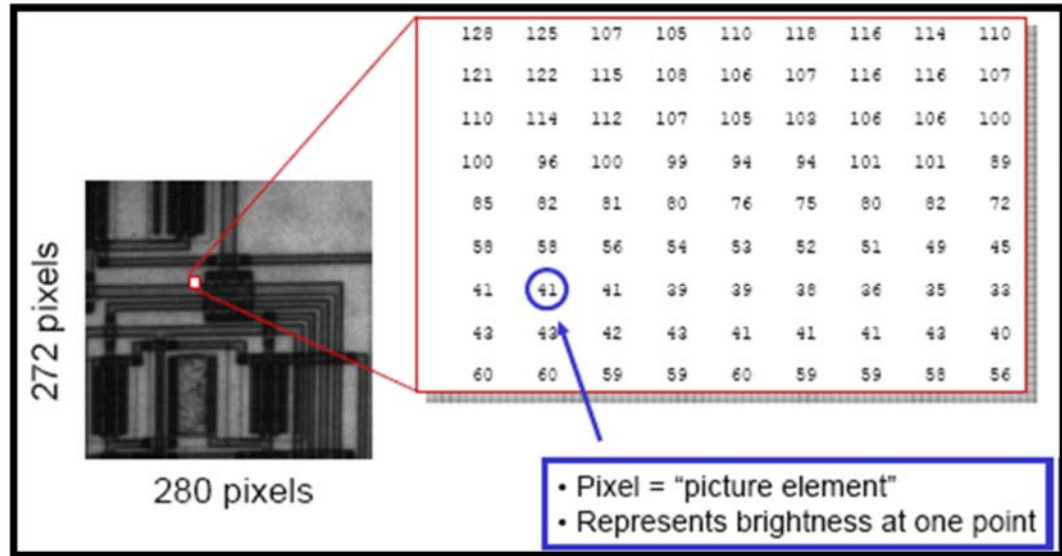 128 125 107 105 110 118 116 114 110
121 122 115 108 106 107 116 116 107
110 114 112 107 105 103 106 106 100
100 96 100 99 94 94 101 101 89
85 82 81 80 76 75 80 82 72
58 58 56 54 53 52 51 49 45
41 41 41 39 39 38 36 35 33
43 43 42 43 41 41 41 43 40
60 60 59 59 60 59 59 58 56
272 pixels
280 pixels
• Pixel = “picture element”
• Represents brightness at one point